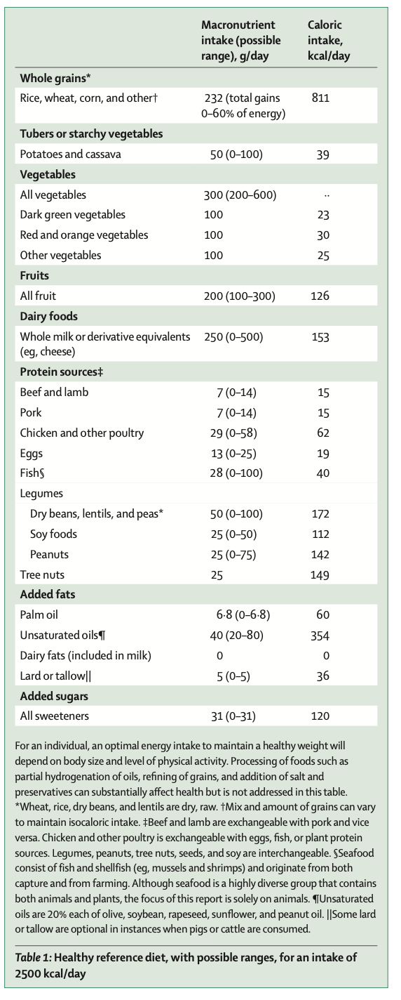 Macronutrient intake (possible range), g/day | Caloric intake, kcal/day
Whole grains*
Rice, wheat, corn, and other† 232 (total gains 0–60% of energy) 811
Tubers or starchy vegetables
Potatoes and cassava 50 (0–100) 39
Vegetables
All vegetables 300 (200–600) ··
Dark green vegetables 100 23
Red and orange vegetables 100 30
Other vegetables 100 25
Fruits
All fruit 200 (100–300) 126
Dairy foods
Whole milk or derivative equivalents (eg, cheese) 250 (0–500) 153
Protein sources‡
Beef and lamb 7 (0–14) 15
Pork 7 (0–14) 15
Chicken and other poultry 29 (0–58) 62
Eggs 13 (0–25) 19
Fish§ 28 (0–100) 40
Legumes
Dry beans, lentils, and peas* 50 (0–100) 172
Soy foods 25 (0–50) 112
Peanuts 25 (0–75) 142
Tree nuts 25 149
Added fats
Palm oil 6·8 (0–6·8) 60
Unsaturated oils¶ 40 (20–80) 354
Dairy fats (included in milk) 0 0
Lard or tallow|| 5 (0–5) 36
Added sugars
All sweeteners 31 (0–31) 120
For an individual, an optimal energy intake to maintain a healthy weight will
depend on body size and level of physical activity. Processing of foods such as
partial hydrogenation of oils, refining of grains, and addition of salt and
preservatives can substantially affect health but is not addressed in this table.
*Wheat, rice, dry beans, and lentils are dry, raw. †Mix and amount of grains can vary
to maintain isocaloric intake. ‡Beef and lamb are exchangeable with pork and vice
versa. Chicken and other poultry is exchangeable with eggs, fish, or plant protein
sources. Legumes, peanuts, tree nuts, seeds, and soy are interchangeable. §Seafood
consist of fish and shellfish (eg, mussels and shrimps) and originate from both
capture and from farming. Although seafood is a highly diverse group that contains
both animals and plants, the focus of this report is solely on animals. ¶Unsaturated
oils are 20% each of olive, soybean, rapeseed, sunflower, and peanut oil. ||Some lard
or tallow are optional in instances when pigs or cattle are consumed.
Table 1: Healthy reference diet, with possible ranges, for an intake of
2500 kcal/day